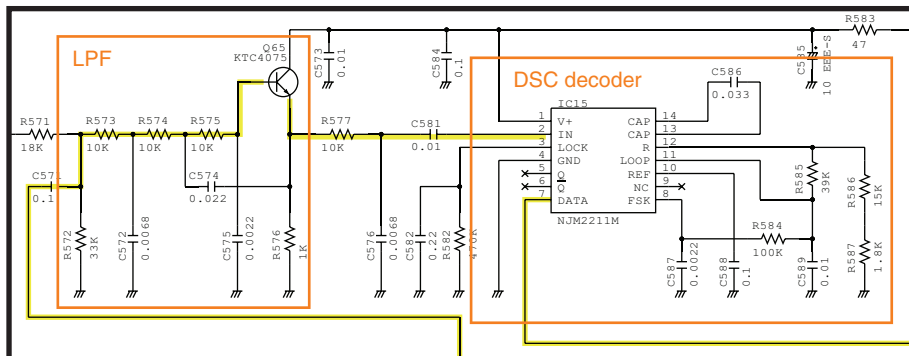 LPF
Q65
KTC4075
C573
0.01
C584
0.1
C585
10 EEE-S
R583
47
DSC decoder
C586
0.033
IC15
R571
18K
R573
10K
R574
10K
R575
10K
R577
10K
C581
0.01
1 V+ CAP 14
2 IN CAP 13
3 LOCK R 12
4 GND LOOP 11
5 Q REF 10
6 Q NC 9
7 DATA FSK 8
NJM2211M
C571
0.1
C574
0.022
R572
33K
C572
0.0068
C575
0.0022
R576
1K
C576
0.0068
C582
0.22
R582
470K
R585
39K
R586
15K
R584
100K
C587
0.0022
C588
0.1
C589
0.01
R587
1.8K